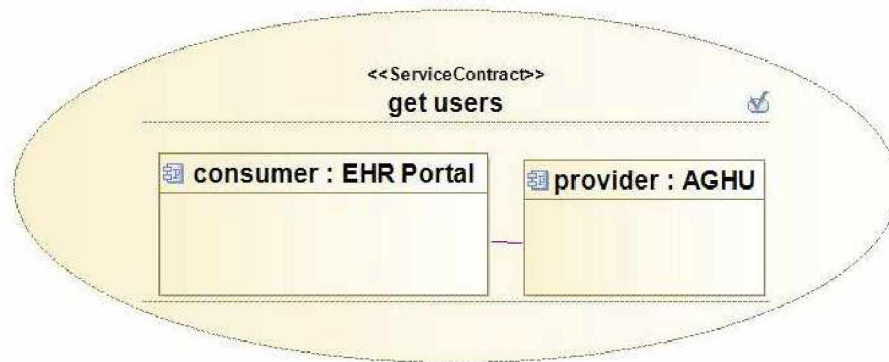 <<ServiceContract>>
get users
consumer : EHR Portal
provider : AGHU